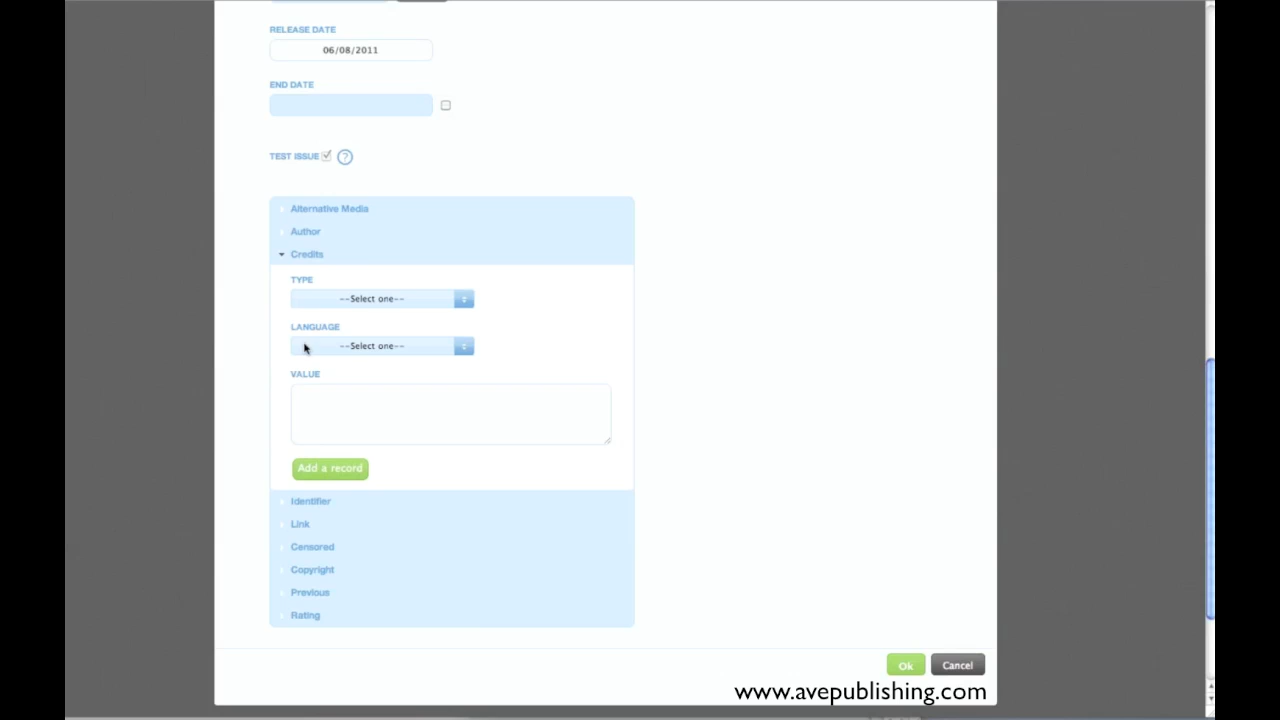 RELEASE DATE
06/08/2011
END DATE
TEST ISSUE ?
Alternative Media
Author
Credits
TYPE
--Select one--
LANGUAGE
--Select one--
VALUE
Add a record
Identifier
Link
Censored
Copyright
Previous
Rating
Ok Cancel
www.avepublishing.com